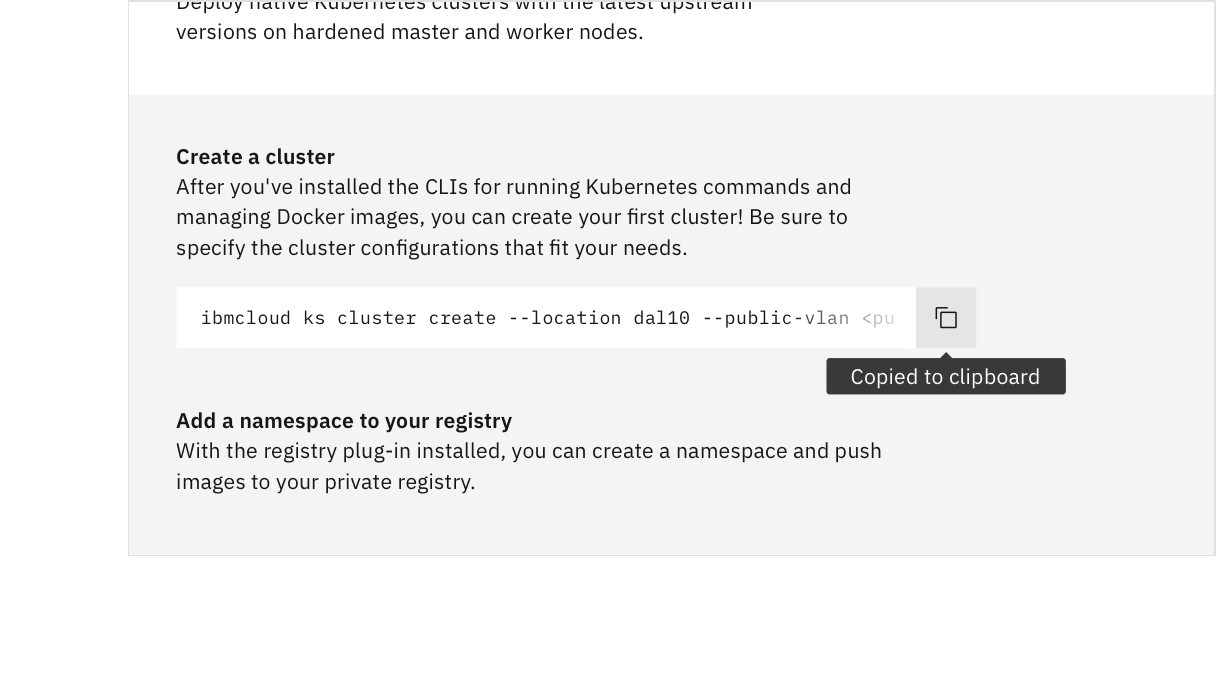 Deploy native Kubernetes clusters with the latest upstream
versions on hardened master and worker nodes.
Create a cluster
After you've installed the CLIs for running Kubernetes commands and
managing Docker images, you can create your first cluster! Be sure to
specify the cluster configurations that fit your needs.
ibmcloud ks cluster create --location dal10 --public-vlan <pu
Copied to clipboard
Add a namespace to your registry
With the registry plug-in installed, you can create a namespace and push
images to your private registry.